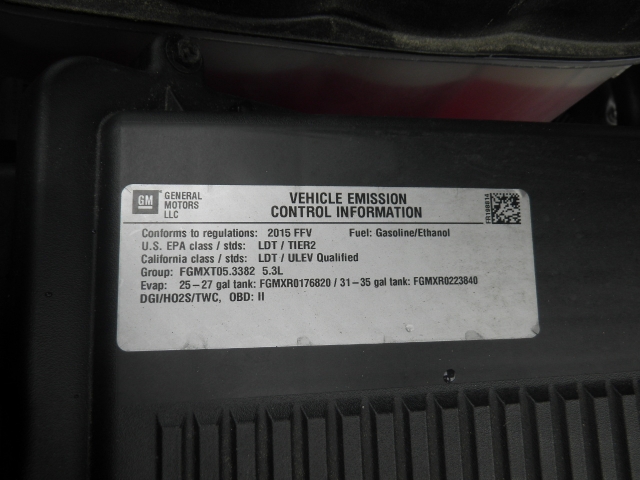 GM
GENERAL
MOTORS
LLC
VEHICLE EMISSION
CONTROL INFORMATION
Conforms to regulations: 2015 FFV Fuel: Gasoline/Ethanol
U.S. EPA class / stds: LDT / TIER2
California class / stds: LDT / ULEV Qualified
Group: FGMXT05.3382 5.3L
Evap: 25-27 gal tank: FGMXR0176820 / 31-35 gal tank: FGMXR0223840
DGI/HO2S/TWC, OBD: II